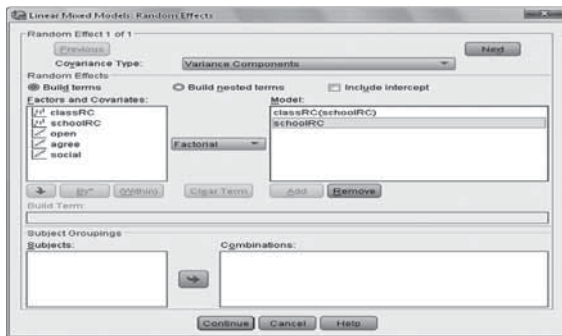 Linear Mixed Models: Random Effects
Random Effect 1 of 1
Previous
Next
Covariance Type: Variance Components
Random Effects
Build terms Build nested terms Include intercept
Factors and Covariates: Model:
classRC
schoolRC
open
agree
social
Factorial
classRC(schoolRC)
schoolRC
By* (Within) Clear Term Add Remove
Build Term:
Subject Groupings
Subjects: Combinations:
Continue Cancel Help